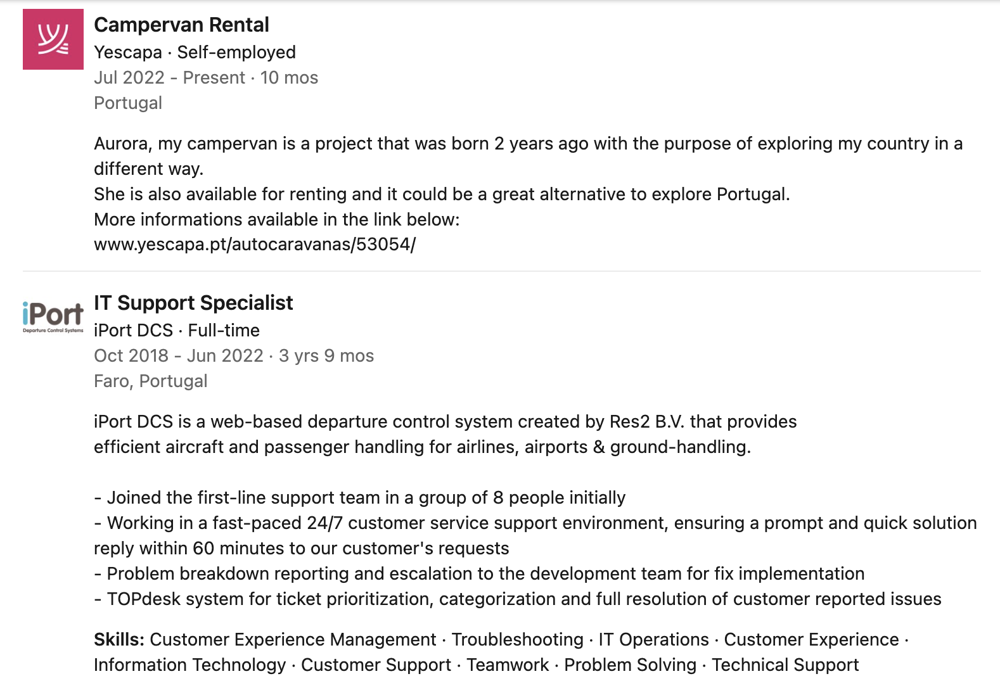 Campervan Rental
Yescapa · Self-employed
Jul 2022 - Present · 10 mos
Portugal
Aurora, my campervan is a project that was born 2 years ago with the purpose of exploring my country in a
different way.
She is also available for renting and it could be a great alternative to explore Portugal.
More informations available in the link below:
www.yescapa.pt/autocaravanas/53054/
iPort
Departure Control Systems
IT Support Specialist
iPort DCS · Full-time
Oct 2018 - Jun 2022 · 3 yrs 9 mos
Faro, Portugal
iPort DCS is a web-based departure control system created by Res2 B.V. that provides
efficient aircraft and passenger handling for airlines, airports & ground-handling.
- Joined the first-line support team in a group of 8 people initially
- Working in a fast-paced 24/7 customer service support environment, ensuring a prompt and quick solution
reply within 60 minutes to our customer's requests
- Problem breakdown reporting and escalation to the development team for fix implementation
- TOPdesk system for ticket prioritization, categorization and full resolution of customer reported issues
Skills: Customer Experience Management · Troubleshooting · IT Operations · Customer Experience ·
Information Technology · Customer Support · Teamwork · Problem Solving · Technical Support